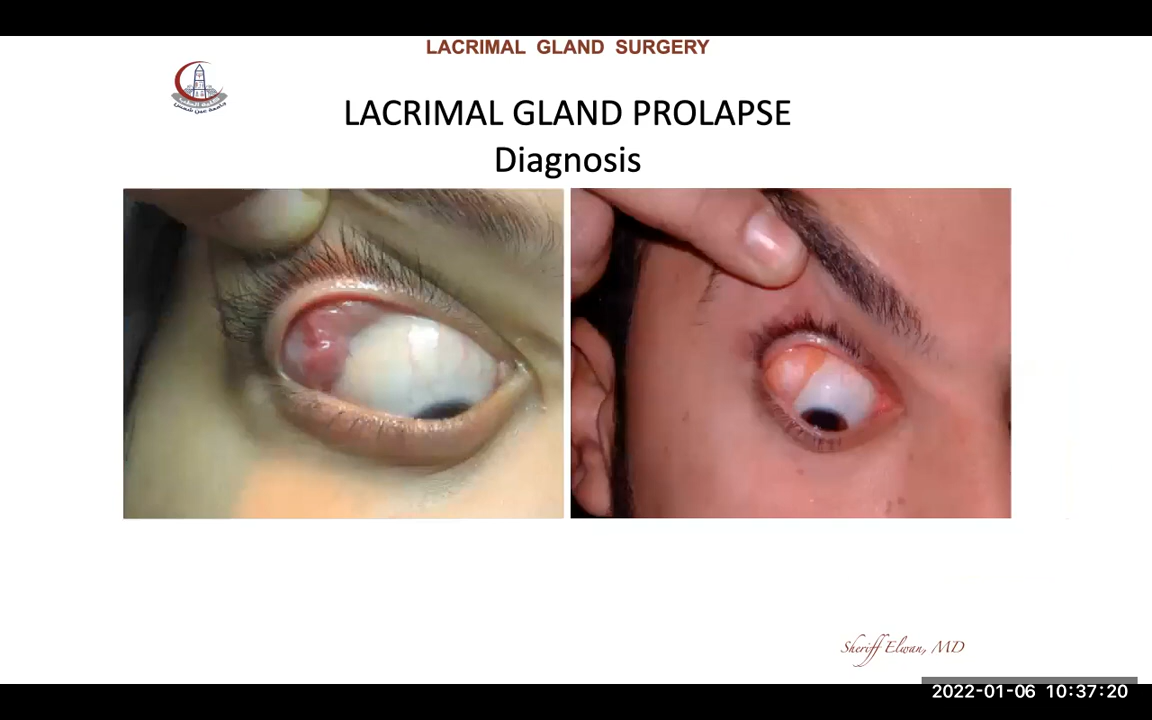 LACRIMAL GLAND SURGERY
LACRIMAL GLAND PROLAPSE
Diagnosis
Sheriff Elwan, MD
2022-01-06 10:37:20